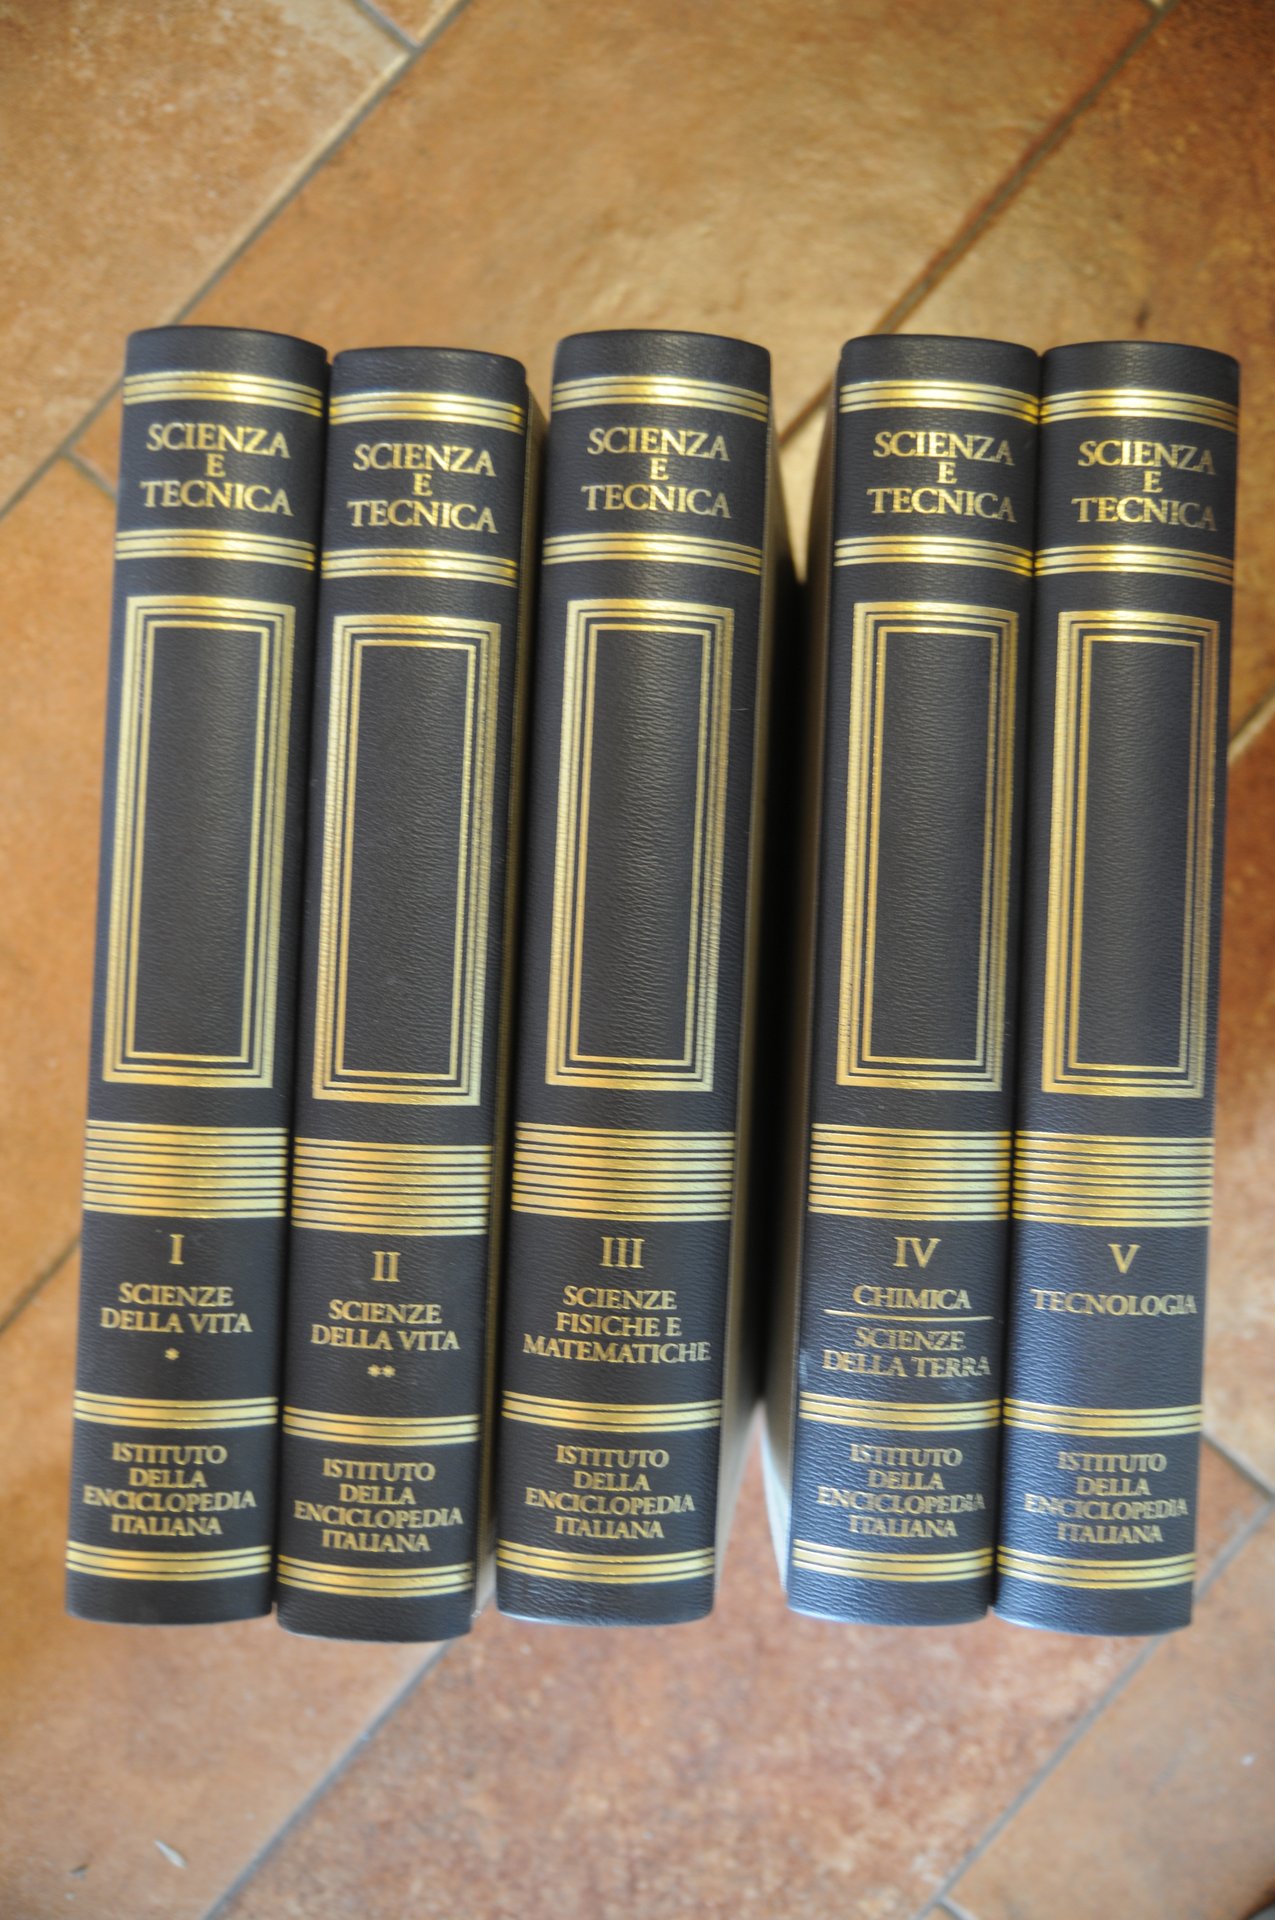 SCIENZA
E
TECNICA
I
SCIENZE
DELLA VITA
*
ISTITUTO
DELLA
ENCICLOPEDIA
ITALIANA
SCIENZA
E
TECNICA
II
SCIENZE
DELLA VITA
**
ISTITUTO
DELLA
ENCICLOPEDIA
ITALIANA
SCIENZA
E
TECNICA
III
SCIENZE
FISICHE E
MATEMATICHE
ISTITUTO
DELLA
ENCICLOPEDIA
ITALIANA
SCIENZA
E
TECNICA
IV
CHIMICA
SCIENZE
DELLA TERRA
ISTITUTO
DELLA
ENCICLOPEDIA
ITALIANA
SCIENZA
E
TECNICA
V
TECNOLOGIA
ISTITUTO
DELLA
ENCICLOPEDIA
ITALIANA